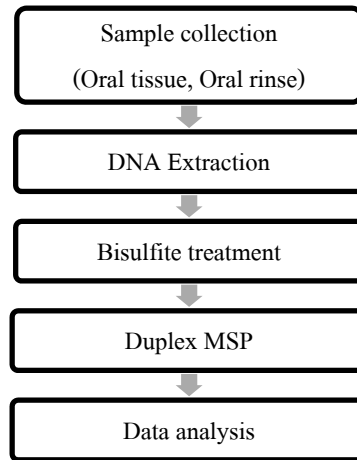 Sample collection
(Oral tissue, Oral rinse)
DNA Extraction
Bisulfite treatment
Duplex MSP
Data analysis